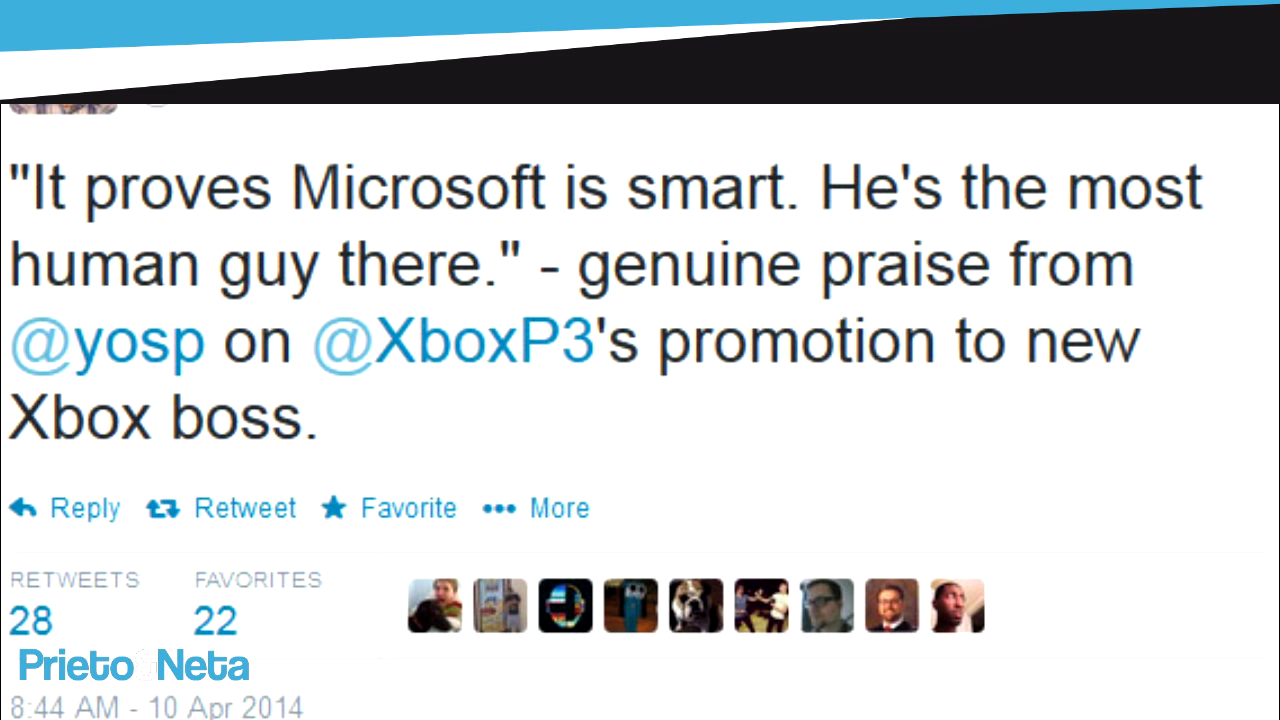 "It proves Microsoft is smart. He's the most
human guy there." - genuine praise from
@yosp on @XboxP3's promotion to new
Xbox boss.
Reply Retweet Favorite More
RETWEETS FAVORITES
28 22
Prieto Neta
8:44 AM - 10 Apr 2014